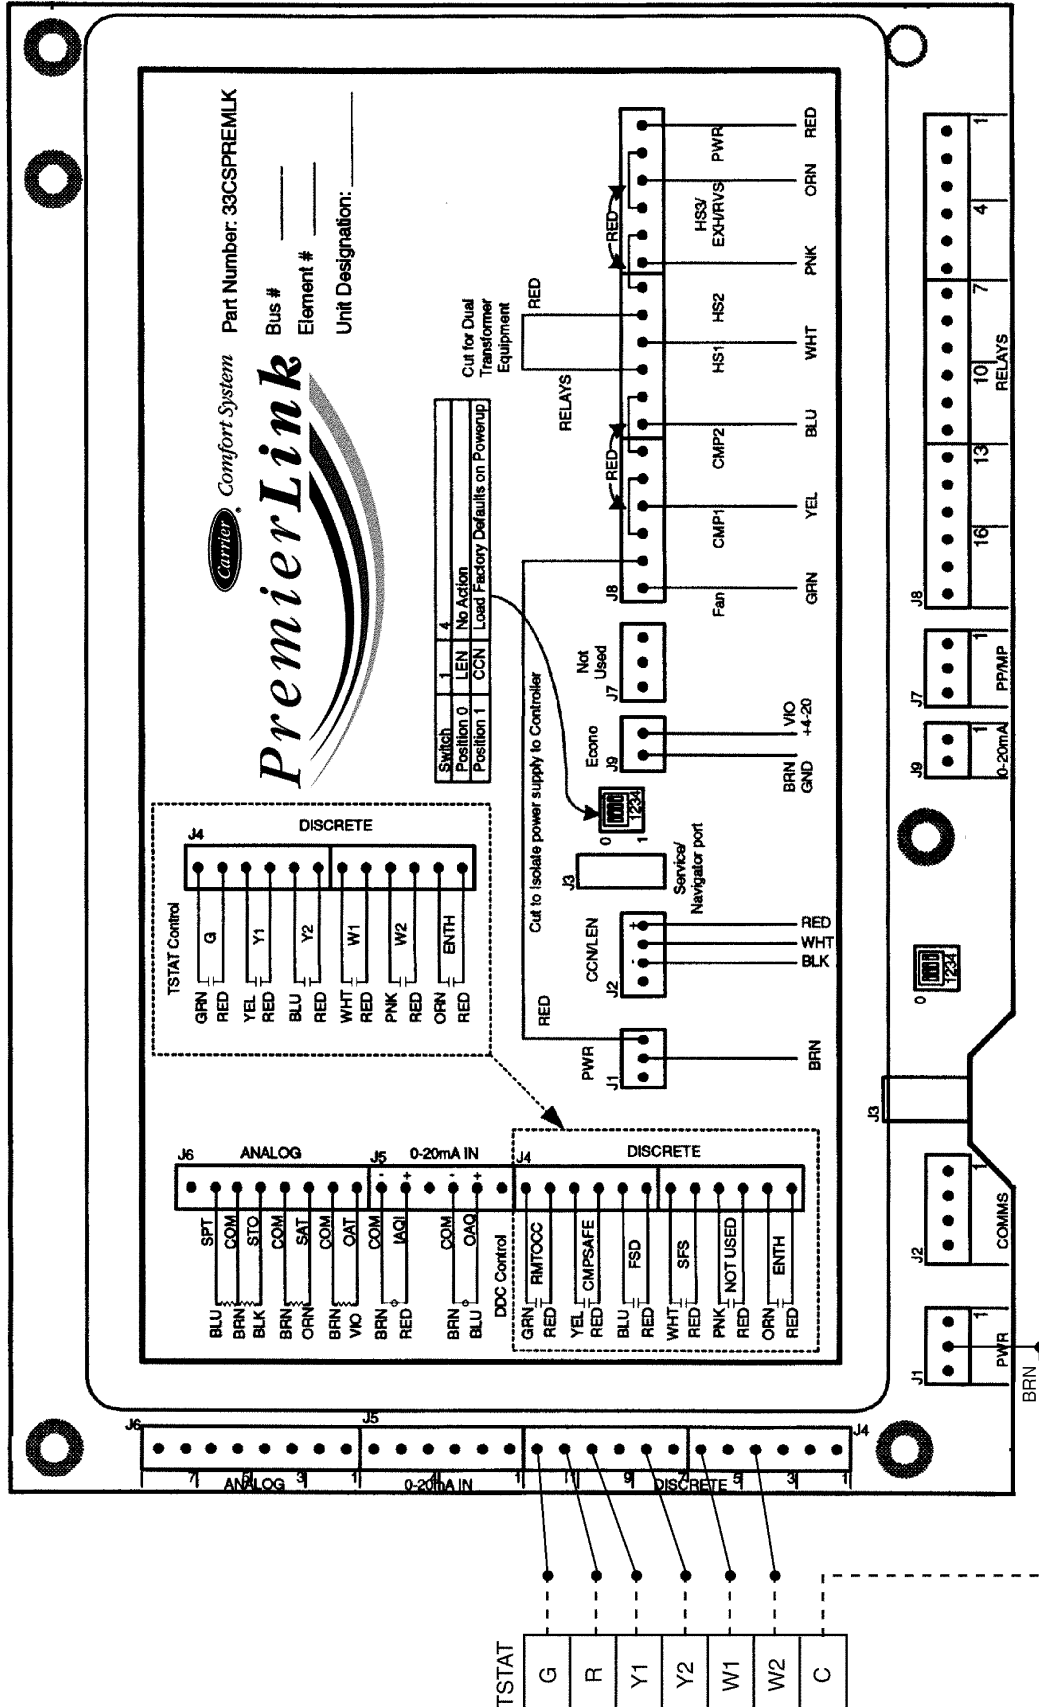 Carrier
Comfort System
PremierLink
Part Number: 33CSPREMLK
Bus #
Element #
Unit Designation:
Switch 1 4
Position 0 LEN No Action
Position 1 CCN Load Factory Defaults on Powerup
Cut for Dual
Transformer
Equipment
TSTAT Control
J4
DISCRETE
GRN
G
RED
YEL
Y1
RED
BLU
Y2
RED
WHT
W1
RED
PNK
W2
RED
ORN
ENTH
RED
J6
ANALOG
J5
0-20mA IN
J4
DISCRETE
SPT
COM
STO
COM
SAT
COM
OAT
COM -
IAQI +
COM -
OAQ +
BLU
BRN
BLK
BRN
ORN
BRN
VIO
BRN
RED
BRN
BLU
DDC Control
GRN
RMTOCC
RED
YEL
CMPSAFE
RED
BLU
FSD
RED
WHT
SFS
RED
PNK
NOT USED
RED
ORN
ENTH
RED
RED
Cut to Isolate power supply to Controller
PWR
J1
BRN
CCN/LEN
J2
- +
BLK
WHT
RED
J3
Service/
Navigator port
0
1
1234
Econo
J9
BRN
GND
VIO
+4-20
Not
Used
J7
RELAYS
RED
J8
RED
RED
Fan
CMP1
CMP2
HS1
HS2
HS3/
EXH/RVS
PWR
GRN
YEL
BLU
WHT
PNK
ORN
RED
J1
1
PWR
BRN
J2
1
COMMS
J3
0
1234
J9
1
0-20mA
J7
1
PP/MP
J8
16
13
10
7
4
1
RELAYS
J6
7
5
3
1
ANALOG
J5
1
0-20mA IN
J4
11
9
7
5
3
1
DISCRETE
TSTAT
G
R
Y1
Y2
W1
W2
C